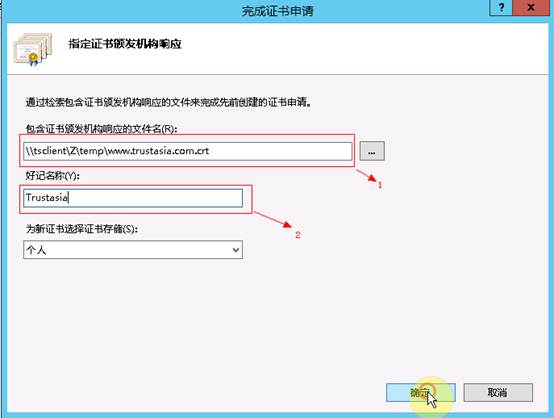 完成证书申请
?
x
指定证书颁发机构响应
通过检索包含证书颁发机构响应的文件来完成先前创建的证书申请。
包含证书颁发机构响应的文件名(R):
\\tsclient\Z\temp\www.trustasia.com.crt
...
1
好记名称(Y):
Trustasia
2
为新证书选择证书存储(S):
个人
确定
取消